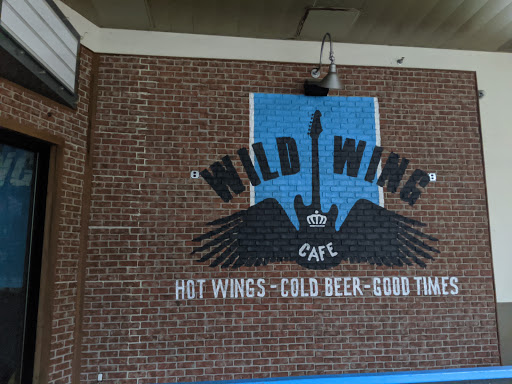 WILD WING
CAFE
HOT WINGS - COLD BEER - GOOD TIMES